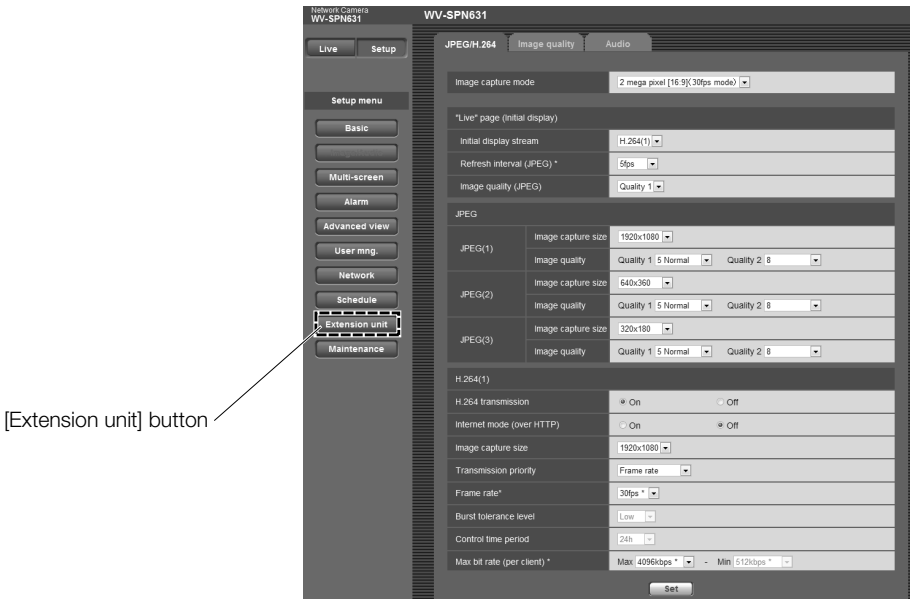 Network Camera
WV-SPN631
WV-SPN631
Live Setup
JPEG/H.264 Image quality Audio
Image capture mode 2 mega pixel [16:9](30fps mode)
Setup menu
Basic
Multi-screen
Alarm
Advanced view
User mng.
Network
Schedule
Extension unit
Maintenance
[Extension unit] button
"Live" page (Initial display)
Initial display stream H.264(1)
Refresh interval (JPEG) * 5fps
Image quality (JPEG) Quality 1
JPEG
JPEG(1) Image capture size 1920x1080
Image quality Quality 1 5 Normal Quality 2 8
JPEG(2) Image capture size 640x360
Image quality Quality 1 5 Normal Quality 2 8
JPEG(3) Image capture size 320x180
Image quality Quality 1 5 Normal Quality 2 8
H.264(1)
H.264 transmission On Off
Internet mode (over HTTP) On Off
Image capture size 1920x1080
Transmission priority Frame rate
Frame rate* 30fps *
Burst tolerance level Low
Control time period 24h
Max bit rate (per client) * Max 4096kbps * - Min 512kbps *
Set